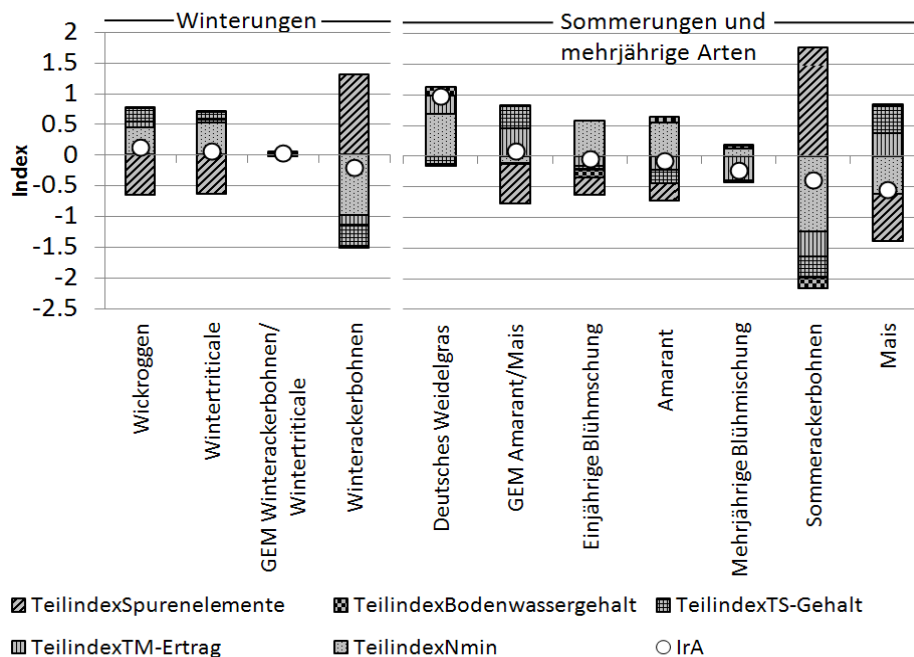 Winterungen
Sommerungen und
mehrjährige Arten
Index
2
1.5
1
0.5
0
-0.5
-1
-1.5
-2
-2.5
Wickroggen
Wintertriticale
GEM Winterackerbohnen/
Wintertriticale
Winterackerbohnen
Deutsches Weidelgras
GEM Amarant/Mais
Einjährige Blühmschung
Amarant
Mehrjährige Blühmischung
Sommerackerbohnen
Mais
TeilindexSpurenelemente TeilindexBodenwassergehalt TeilindexTS-Gehalt
TeilindexTM-Ertrag TeilindexNmin IrA